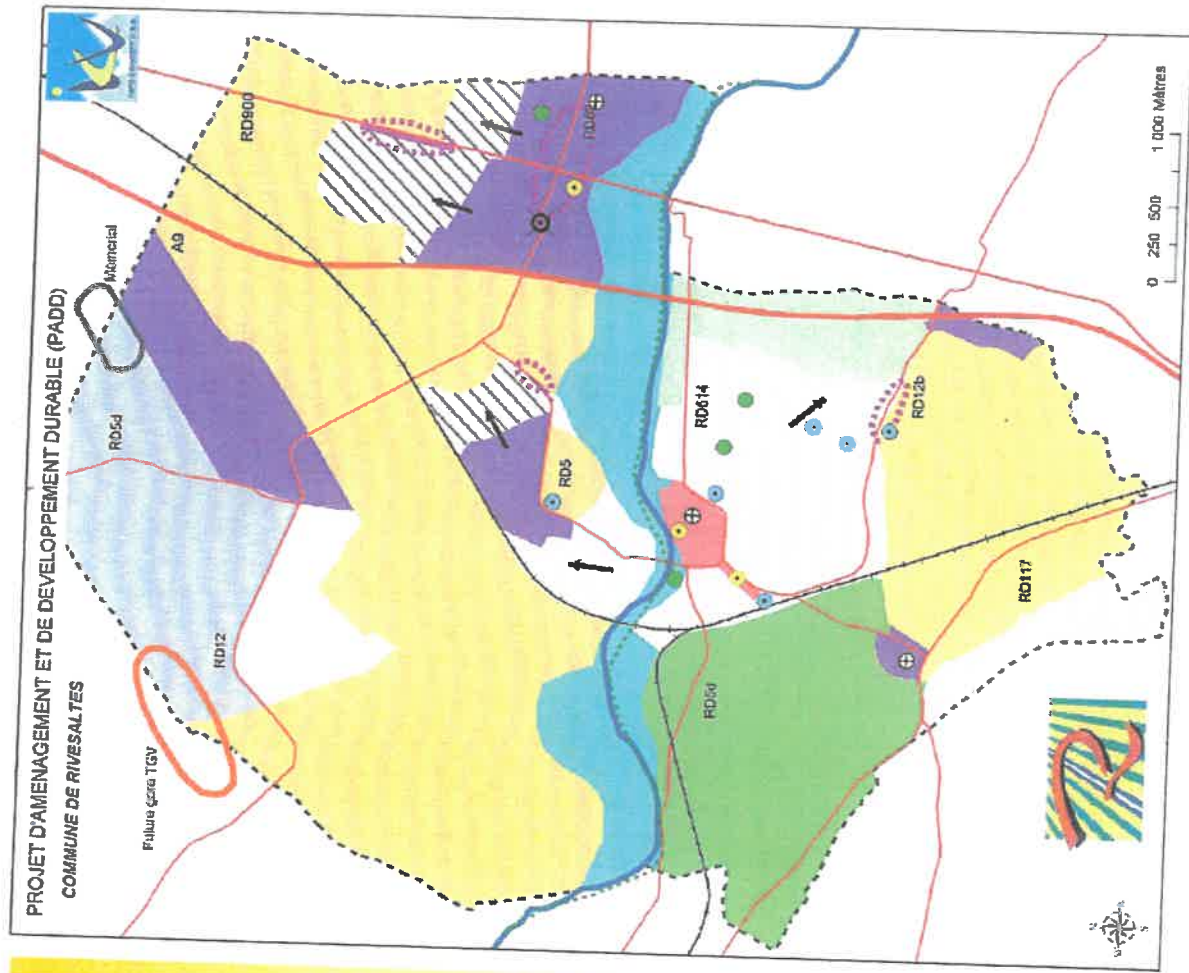 PROJET D'AMENAGEMENT ET DE DEVELOPPEMENT DURABLE (PADD)
COMMUNE DE RIVESALTES
Future gare TGV
RD12
RD5d
Mémorial
A9
RD900
RD5
RD614
RD12b
RD5d
RD117
0 250 500 1 000 Mètres
N
S